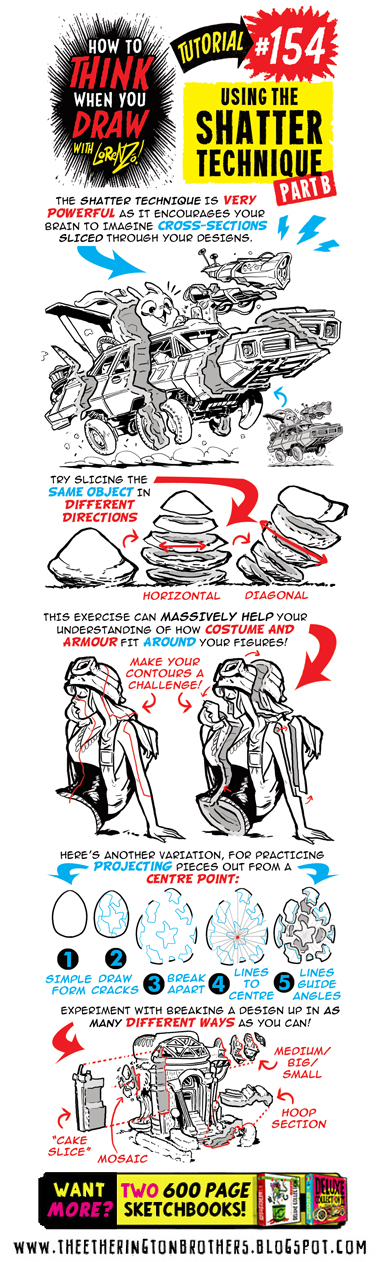 HOW TO
THINK
WHEN YOU
DRAW
WITH LORENZO!
TUTORIAL
#154
USING THE
SHATTER
TECHNIQUE
PART B
THE SHATTER TECHNIQUE IS VERY
POWERFUL AS IT ENCOURAGES YOUR
BRAIN TO IMAGINE CROSS-SECTIONS
SLICED THROUGH YOUR DESIGNS.
TRY SLICING THE
SAME OBJECT IN
DIFFERENT
DIRECTIONS
HORIZONTAL
DIAGONAL
THIS EXERCISE CAN MASSIVELY HELP YOUR
UNDERSTANDING OF HOW COSTUME AND
ARMOUR FIT AROUND YOUR FIGURES!
MAKE YOUR
CONTOURS A
CHALLENGE!
HERE'S ANOTHER VARIATION, FOR PRACTICING
PROJECTING PIECES OUT FROM A
CENTRE POINT:
1
SIMPLE
FORM
2
DRAW
CRACKS
3
BREAK
APART
4
LINES
TO
CENTRE
5
LINES
GUIDE
ANGLES
EXPERIMENT WITH BREAKING A DESIGN UP IN AS
MANY DIFFERENT WAYS AS YOU CAN!
MEDIUM/
BIG/
SMALL
HOOP
SECTION
"CAKE
SLICE"
MOSAIC
WANT
MORE?
TWO 600 PAGE
SKETCHBOOKS!
DELUXE
COLLECTION
WWW.THEETHERINGTONBROTHERS.BLOGSPOT.COM